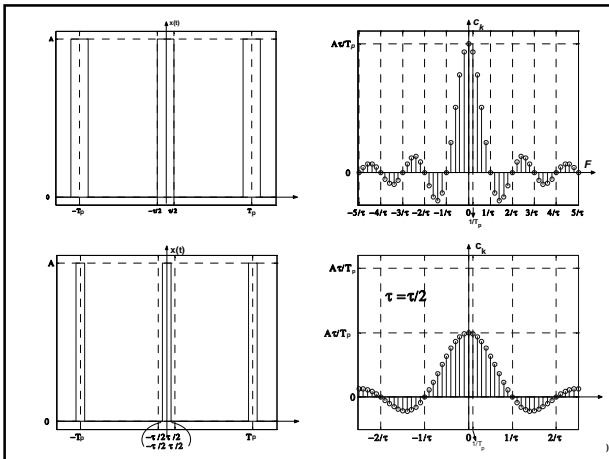 x(t)
A
0
−Tp
−τ/2
τ/2
Tp
ck
Aτ/Tp
F
0
−5/τ −4/τ −3/τ −2/τ −1/τ 0 1/τ 2/τ 3/τ 4/τ 5/τ
1/Tp
x(t)
A
0
−Tp
−τ/2 τ/2
−τ/2 τ/2
Tp
ck
Aτ/Tp
τ = τ/2
Aτ/Tp
0
−2/τ −1/τ 0 1/τ 2/τ
1/Tp
)